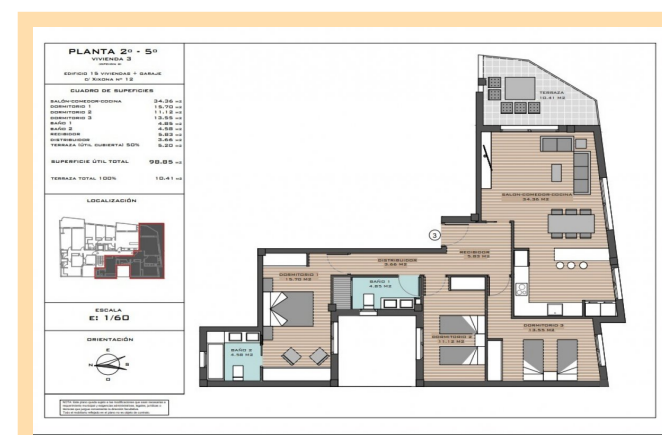 PLANTA 2º - 5º
VIVIENDA 3
EDIFICIO 15 VIVIENDAS + GARAJE
C/ XIXONA Nº 12
CUADRO DE SUPEFICIES
SALÓN-COMEDOR-COCINA 34.36 M2
DORMITORIO 1 15.70 M2
DORMITORIO 2 11.12 M2
DORMITORIO 3 13.55 M2
BAÑO 1 4.85 M2
BAÑO 2 4.58 M2
RECIBIDOR 5.83 M2
DISTRIBUIDOR 3.66 M2
TERRAZA (ÚTIL CUBIERTA) 50% 5.20 M2
SUPERFICIE ÚTIL TOTAL 98.85 M2
TERRAZA TOTAL 100% 10.41 M2
LOCALIZACIÓN
ESCALA
E: 1/60
ORIENTACIÓN
E
N S
O
TERRAZA
10.41 M2
SALON-COMEDOR-COCINA
34.36 M2
3
RECIBIDOR
5.83 M2
DISTRIBUIDOR
3.66 M2
DORMITORIO 1
15.70 M2
BAÑO 1
4.85 M2
BAÑO 2
4.58 M2
DORMITORIO 2
11.12 M2
DORMITORIO 3
13.55 M2